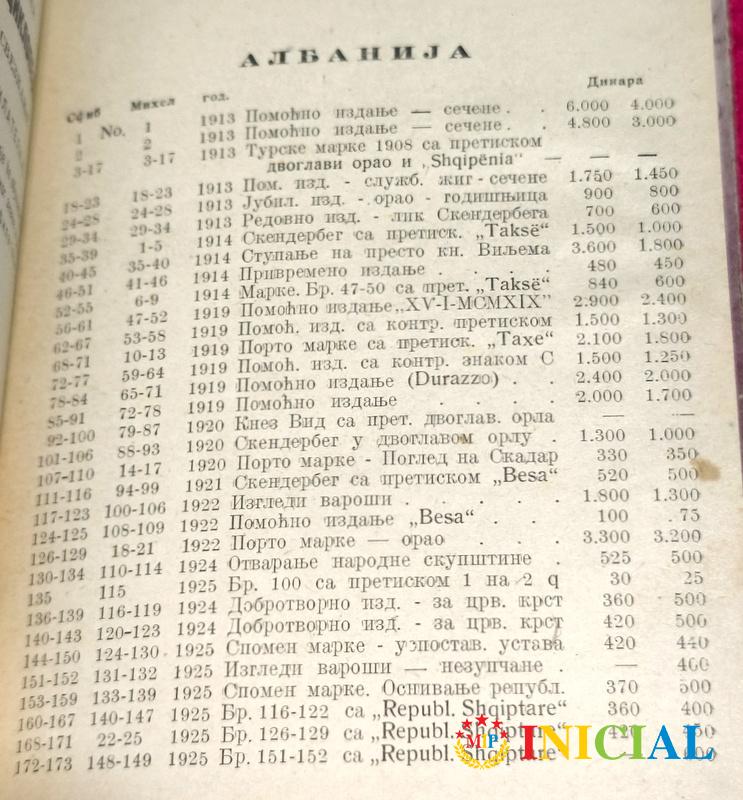 АЛБАНИЈА
Сфиб Михел год. Динара
1 No. 1 1913 Помоћно издање — сечене . . 6.000 4.000
2 2 1913 Помоћно издање — сечене . 4.800 3.000
3-17 3-17 1913 Турске марке 1908 са претиском
двоглави орао и „Shqipënia" — — —
18-23 18-23 1913 Пом. изд. - служб. жиг - сечене 1.750 1.450
24-28 24-28 1913 Јубил. изд. - орао - годишњица 900 800
29-34 29-34 1913 Редовно изд. - лик Скендербега 700 600
35-39 1-5 1914 Скендербег са претиск. „Taksë“ 1.500 1.000
40-45 35-40 1914 Ступање на престо кн. Виљема 3.600 1.800
46-51 41-46 1914 Привремено издање . . . . 480 450
52-55 6-9 1914 Марке. Бр. 47-50 са прет. „Taksë“ 840 600
56-61 47-52 1919 Помоћно издање „XV-I-MCMXIX" 2.900 2.400
62-67 53-58 1919 Помоћ. изд. са контр. претиском 1.500 1.300
68-71 10-13 1919 Порто марке са претиск. „Taxe" 2.100 1.800
72-77 59-64 1919 Помоћ. изд. са контр. знаком С 1.500 1.250
78-84 65-71 1919 Помоћно издање (Durazzo) . . 2.400 2.000
85-91 72-78 1919 Помоћно издање . . . . 2.000 1.700
92-100 79-87 1920 Кнез Вид са прет. двоглав. орла — —
101-106 88-93 1920 Скендербег у двоглавом орлу . 1.300 1.000
107-110 14-17 1920 Порто марке - Поглед на Скадар 330 350
111-116 94-99 1921 Скендербег са претиском „Besa“ 520 500
117-123 100-106 1922 Изгледи вароши . . . . . 1.800 1.300
124-125 108-109 1922 Помоћно издање „Besa“ . . . 100 . 75
126-129 18-21 1922 Порто марке — орао . . . 3.300 3.200
130-134 110-114 1924 Отварање народне скупштине . 525 500
135 115 1925 Бр. 100 са претиском 1 на 2 q 30 25
136-139 116-119 1924 Добротворно изд. - за црв. крст 360 500
140-143 120-123 1924 Добротворно изд. - за црв. крст 420 500
144-150 124-130 1925 Спомен марке - успостав. устава 420 440
151-152 131-132 1925 Изгледи вароши — незупчане . — 400
153-159 133-139 1925 Спомен марке. Оснивање републ. 370 500
160-167 140-147 1925 Бр. 116-122 са „Republ. Shqiptare“ 360 400
168-171 22-25 1925 Бр. 126-129 са „Republ. Shqiptare“ 420 450
172-173 148-149 1925 Бр. 151-152 са „Republ. Shqiptare
MIP INICIAL